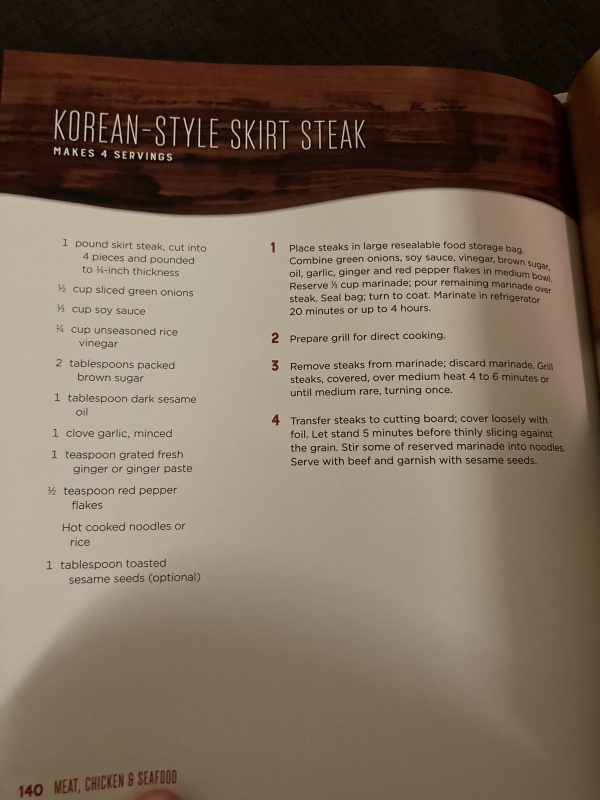 KOREAN-STYLE SKIRT STEAK
MAKES 4 SERVINGS
1 pound skirt steak, cut into
4 pieces and pounded
to ¼-inch thickness
½ cup sliced green onions
⅓ cup soy sauce
¼ cup unseasoned rice
vinegar
2 tablespoons packed
brown sugar
1 tablespoon dark sesame
oil
1 clove garlic, minced
1 teaspoon grated fresh
ginger or ginger paste
½ teaspoon red pepper
flakes
Hot cooked noodles or
rice
1 tablespoon toasted
sesame seeds (optional)
1 Place steaks in large resealable food storage bag.
Combine green onions, soy sauce, vinegar, brown sugar,
oil, garlic, ginger and red pepper flakes in medium bowl.
Reserve ⅓ cup marinade; pour remaining marinade over
steak. Seal bag; turn to coat. Marinate in refrigerator
20 minutes or up to 4 hours.
2 Prepare grill for direct cooking.
3 Remove steaks from marinade; discard marinade. Grill
steaks, covered, over medium heat 4 to 6 minutes or
until medium rare, turning once.
4 Transfer steaks to cutting board; cover loosely with
foil. Let stand 5 minutes before thinly slicing against
the grain. Stir some of reserved marinade into noodles.
Serve with beef and garnish with sesame seeds.
140 MEAT, CHICKEN & SEAFOOD